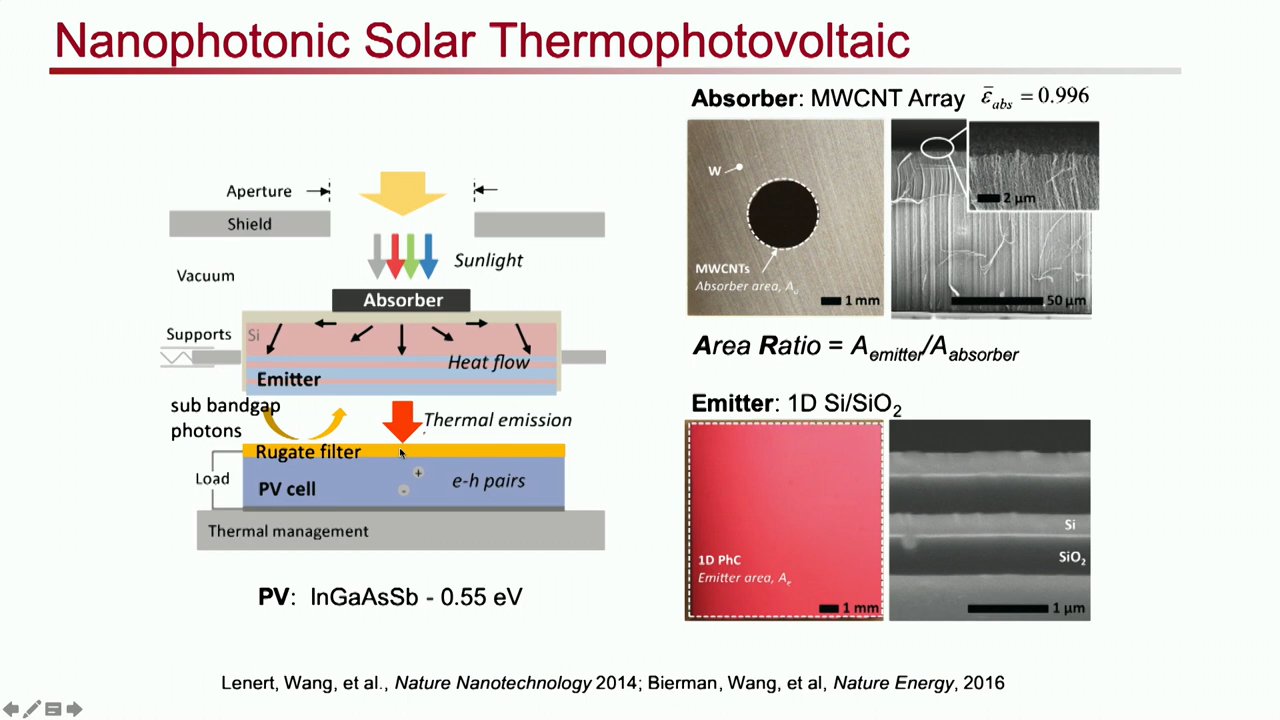 Nanophotonic Solar Thermophotovoltaic
Aperture
Shield
Sunlight
Vacuum
Absorber
Supports
Si
Heat flow
Emitter
sub bandgap
photons
Thermal emission
Rugate filter
Load
PV cell
+
-
e-h pairs
Thermal management
PV: InGaAsSb - 0.55 eV
Absorber: MWCNT Array ε̄abs = 0.996
W
MWCNTs
Absorber area, Aa
1 mm
2 µm
50 µm
Area Ratio = Aemitter/Aabsorber
Emitter: 1D Si/SiO2
1D PhC
Emitter area, Ae
1 mm
Si
SiO2
1 µm
Lenert, Wang, et al., Nature Nanotechnology 2014; Bierman, Wang, et al, Nature Energy, 2016